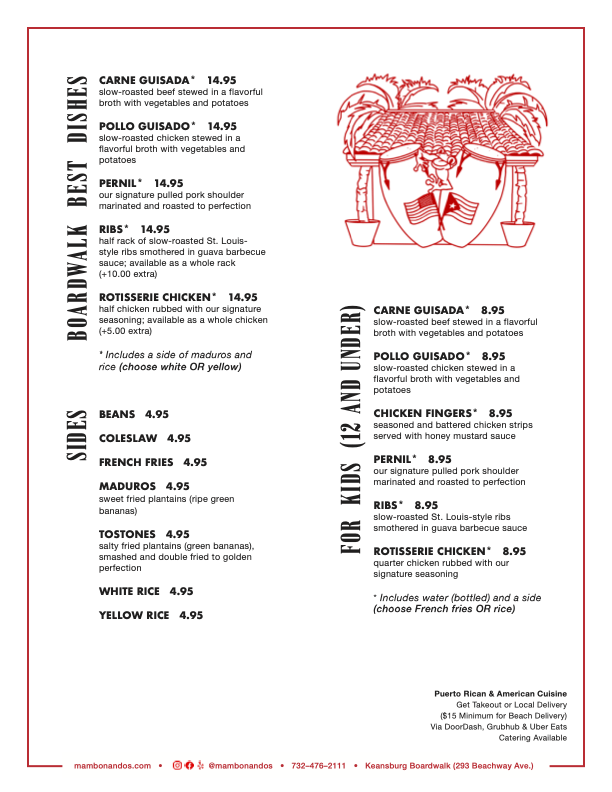 BOARDWALK BEST DISHES
CARNE GUISADA* 14.95
slow-roasted beef stewed in a flavorful
broth with vegetables and potatoes
POLLO GUISADO* 14.95
slow-roasted chicken stewed in a
flavorful broth with vegetables and
potatoes
PERNIL* 14.95
our signature pulled pork shoulder
marinated and roasted to perfection
RIBS* 14.95
half rack of slow-roasted St. Louis-
style ribs smothered in guava barbecue
sauce; available as a whole rack
(+10.00 extra)
ROTISSERIE CHICKEN* 14.95
half chicken rubbed with our signature
seasoning; available as a whole chicken
(+5.00 extra)
* Includes a side of maduros and
rice (choose white OR yellow)
SIDES
BEANS 4.95
COLESLAW 4.95
FRENCH FRIES 4.95
MADUROS 4.95
sweet fried plantains (ripe green
bananas)
TOSTONES 4.95
salty fried plantains (green bananas),
smashed and double fried to golden
perfection
WHITE RICE 4.95
YELLOW RICE 4.95
FOR KIDS (12 AND UNDER)
CARNE GUISADA* 8.95
slow-roasted beef stewed in a flavorful
broth with vegetables and potatoes
POLLO GUISADO* 8.95
slow-roasted chicken stewed in a
flavorful broth with vegetables and
potatoes
CHICKEN FINGERS* 8.95
seasoned and battered chicken strips
served with honey mustard sauce
PERNIL* 8.95
our signature pulled pork shoulder
marinated and roasted to perfection
RIBS* 8.95
slow-roasted St. Louis-style ribs
smothered in guava barbecue sauce
ROTISSERIE CHICKEN* 8.95
quarter chicken rubbed with our
signature seasoning
* Includes water (bottled) and a side
(choose French fries OR rice)
Puerto Rican & American Cuisine
Get Takeout or Local Delivery
($15 Minimum for Beach Delivery)
Via DoorDash, Grubhub & Uber Eats
Catering Available
mambonandos.com • @mambonandos • 732–476–2111 • Keansburg Boardwalk (293 Beachway Ave.)